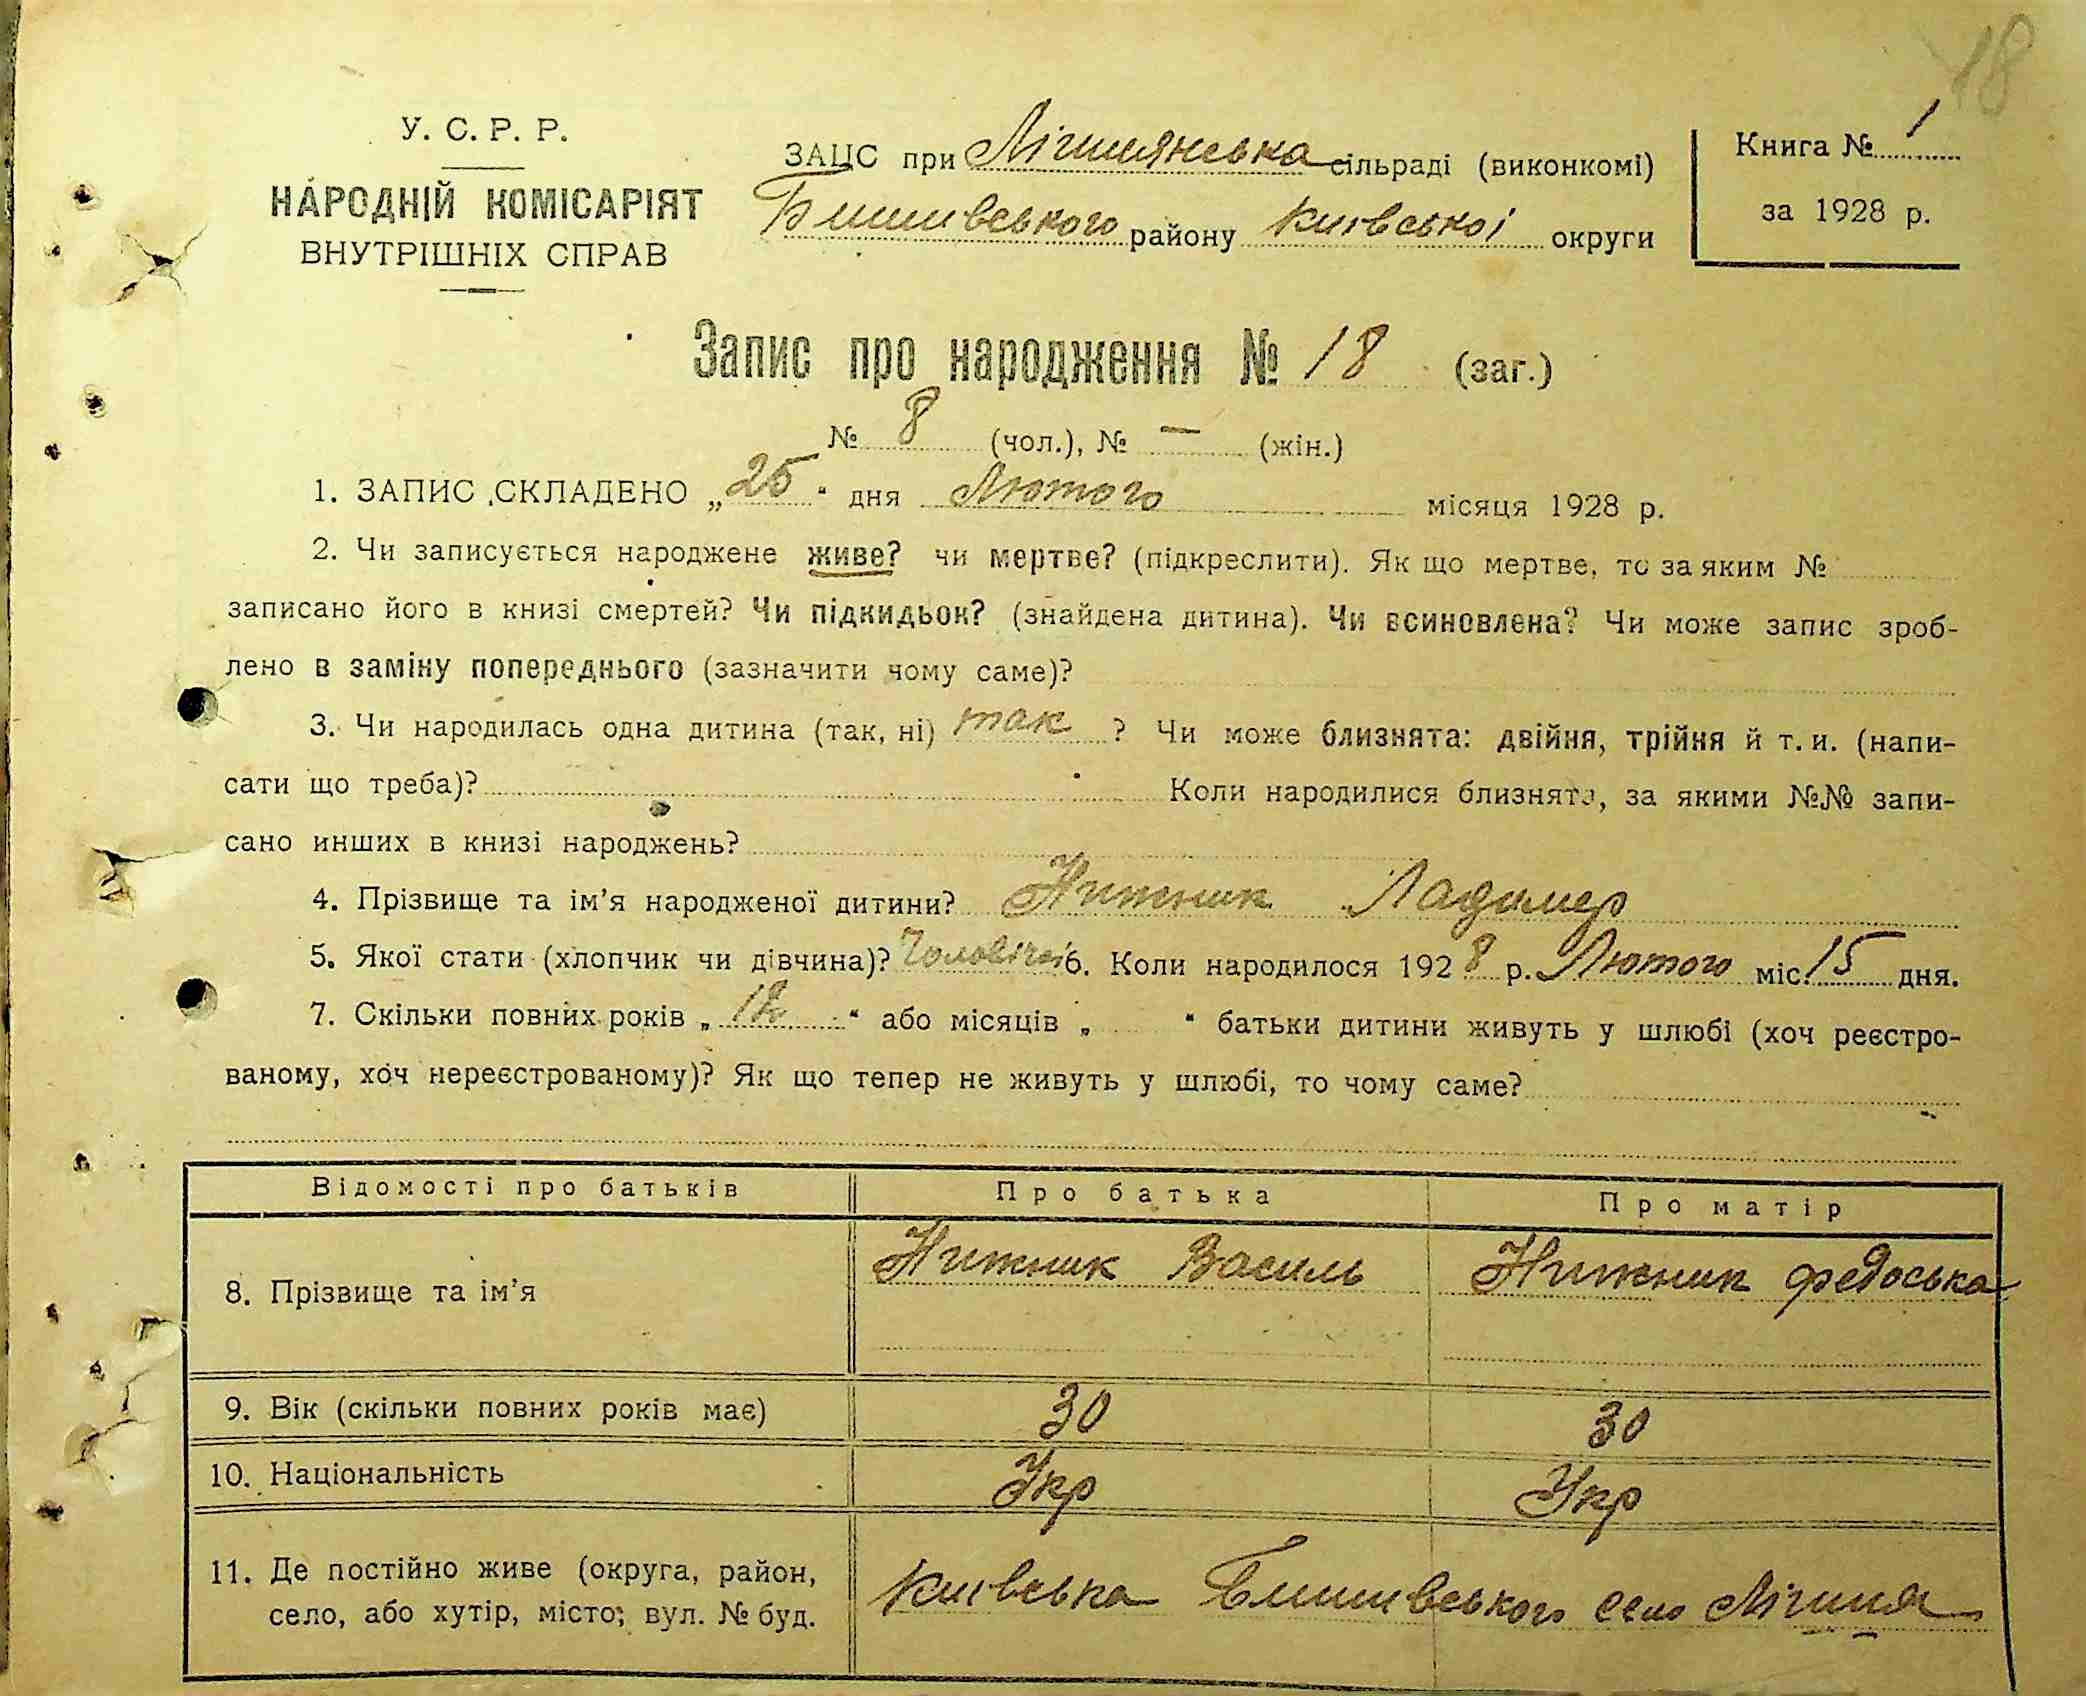 18
У. С. Р. Р.
НАРОДНІЙ КОМІСАРІЯТ
ВНУТРІШНІХ СПРАВ
ЗАЦС при Лігшлянська сільраді (виконкомі)
Бишивського району Київської округи
Книга № 1
за 1928 р.
Запис про народження № 18 (заг.)
№ 8 (чол.), № — (жін.)
1. ЗАПИС СКЛАДЕНО „25" дня Лютого місяця 1928 р.
2. Чи записується народжене живе? чи мертве? (підкреслити). Як що мертве, то за яким №
записано його в книзі смертей? Чи підкидьок? (знайдена дитина). Чи всиновлена? Чи може запис зроб-
лено в заміну попереднього (зазначити чому саме)?
3. Чи народилась одна дитина (так, ні) так ? Чи може близнята: двійня, трійня й т. и. (напи-
сати що треба)? Коли народилися близнята, за якими №№ запи-
сано инших в книзі народжень?
4. Прізвище та ім'я народженої дитини? Нижник Ладимер
5. Якої стати (хлопчик чи дівчина)? Чоловічої 6. Коли народилося 1928 р. Лютого міс. 15 дня.
7. Скільки повних років „ " або місяців „ " батьки дитини живуть у шлюбі (хоч реєстро-
ваному, хоч нереєстрованому)? Як що тепер не живуть у шлюбі, то чому саме?
Відомості про батьків Про батька Про матір
8. Прізвище та ім'я Нижник Василь Нижник Федоська
9. Вік (скільки повних років має) 30 30
10. Національність Укр Укр
11. Де постійно живе (округа, район,
село, або хутір, місто; вул. № буд.
Київська Бишивського село